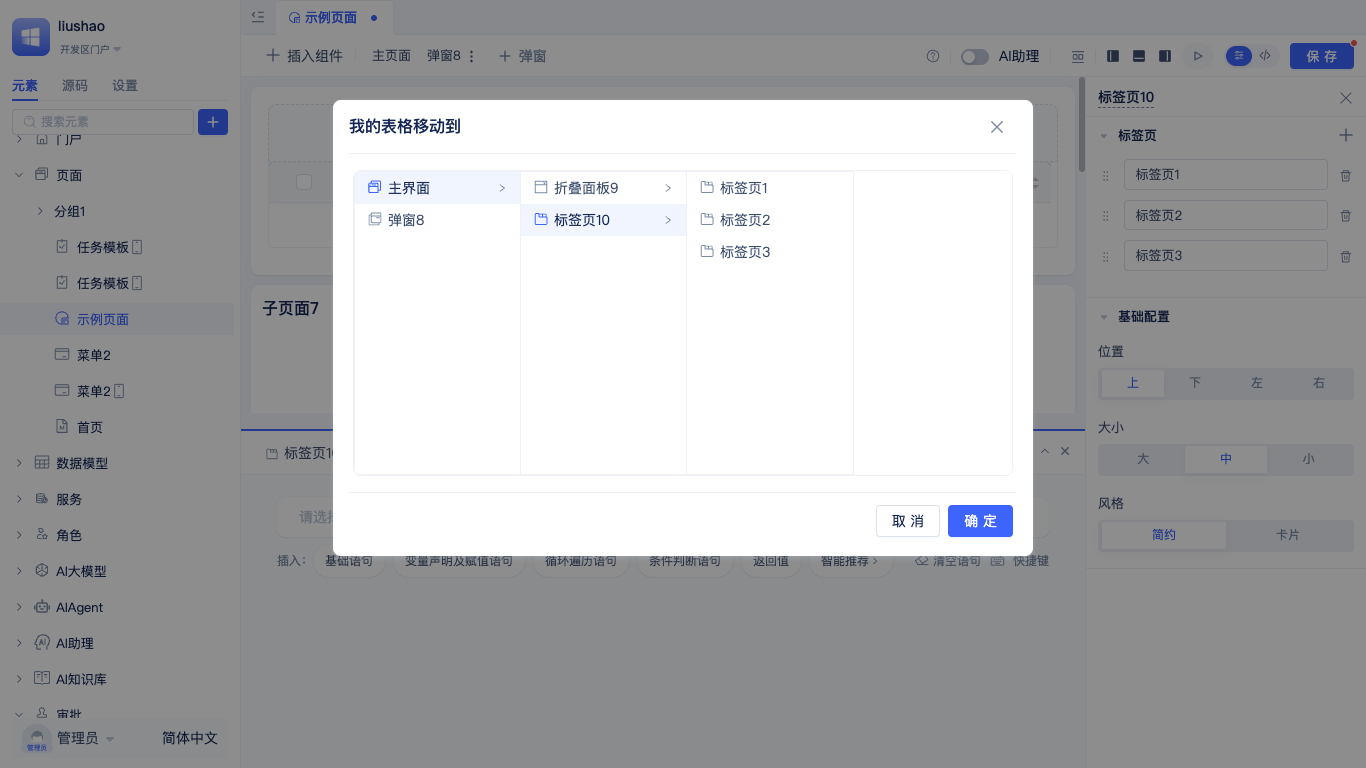 liushao
开发区门户
元素 源码 设置
搜索元素
门户
页面
分组1
任务模板
任务模板
示例页面
菜单2
菜单2
首页
数据模型
服务
角色
AI大模型
AIAgent
AI助理
AI知识库
审批
管理员
管理员 简体中文
示例页面
插入组件 主页面 弹窗8 弹窗
AI助理
保 存
子页面7
我的表格移动到
主界面
弹窗8
折叠面板9
标签页10
标签页1
标签页2
标签页3
取 消 确 定
标签页1
请选
插入: 基础语句 变量声明及赋值语句 循环遍历语句 条件判断语句 返回值 智能推荐 清空语句 快捷键
标签页10
标签页
标签页1
标签页2
标签页3
基础配置
位置
上 下 左 右
大小
大 中 小
风格
简约 卡片